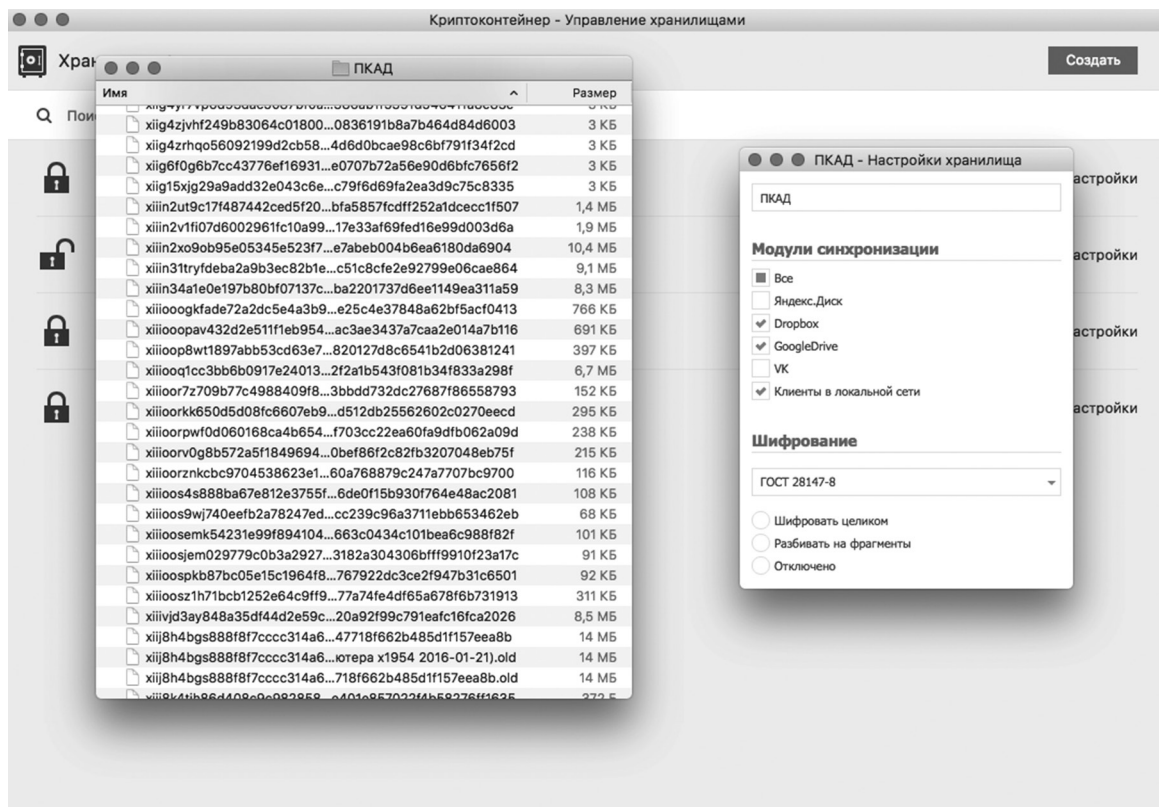 Криптоконтейнер - Управление хранилищами
Создать
ПКАД
Имя Размер
xiig4zjvhf249b83064c01800...0836191b8a7b464d84d6003 3 КБ
xiig4zrhqo56092199d2cb58...4d6d0bcae98c6bf791f34f2cd 3 КБ
xiig6f0g6b7cc43776ef16931...e0707b72a56e90d6bfc7656f2 3 КБ
xiig15xjg29a9add32e043c6e...c79f6d69fa2ea3d9c75c8335 3 КБ
xiiin2ut9c17f487442ced5f20...bfa5857fcdff252a1dcecc1f507 1,4 МБ
xiiin2v1fi07d6002961fc10a99...17e33af69fed16e99d003d6a 1,9 МБ
xiiin2xo9ob95e05345e523f7...e7abeb004b6ea6180da6904 10,4 МБ
xiiin31tryfdeba2a9b3ec82b1e...c51c8cfe2e92799e06cae864 9,1 МБ
xiiin34a1e0e197b80bf07137c...ba2201737d6ee1149ea311a59 8,3 МБ
xiiiooogkfade72a2dc5e4a3b9...e25c4e37848a62bf5acf0413 766 КБ
xiiiooopav432d2e511f1eb954...ac3ae3437a7caa2e014a7b116 691 КБ
xiiioop8wt1897abb53cd63e7...820127d8c6541b2d06381241 397 КБ
xiiiooq1cc3bb6b0917e24013...2f2a1b543f081b34f833a298f 6,7 МБ
xiiioor7z709b77c4988409f8...3bbdd732dc27687f86558793 152 КБ
xiiioorkk650d5d08fc6607eb9...d512db25562602c0270eecd 295 КБ
xiiioorpwf0d060168ca4b654...f703cc22ea60fa9dfb062a09d 238 КБ
xiiioorv0g8b572a5f1849694...0bef86f2c82fb3207048eb75f 215 КБ
xiiioorznkcbc9704538623e1...60a768879c247a7707bc9700 116 КБ
xiiioos4s888ba67e812e3755f...6de0f15b930f764e48ac2081 108 КБ
xiiioos9wj740eefb2a78247ed...cc239c96a3711ebb653462eb 68 КБ
xiiioosemk54231e99f894104...663c0434c101bea6c988f82f 101 КБ
xiiioosjem029779c0b3a2927...3182a304306bfff9910f23a17c 91 КБ
xiiioospkb87bc05e15c1964f8...767922dc3ce2f947b31c6501 92 КБ
xiiioosz1h71bcb1252e64c9ff9...77a74fe4df65a678f6b731913 311 КБ
xiiivjd3ay848a35df44d2e59c...20a92f99c791eafc16fca2026 8,5 МБ
xiij8h4bgs888f8f7cccc314a6...47718f662b485d1f157eea8b 14 МБ
xiij8h4bgs888f8f7cccc314a6...ютера x1954 2016-01-21).old 14 МБ
xiij8h4bgs888f8f7cccc314a6...718f662b485d1f157eea8b.old 14 МБ
ПКАД - Настройки хранилища
ПКАД
Модули синхронизации
Все
Яндекс.Диск
Dropbox
GoogleDrive
VK
Клиенты в локальной сети
Шифрование
ГОСТ 28147-8
Шифровать целиком
Разбивать на фрагменты
Отключено
астройки
астройки
астройки
астройки